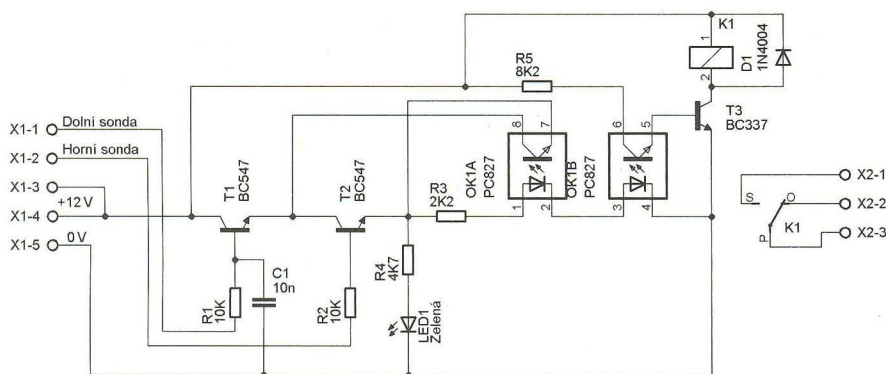 X1-1
Dolní sonda
X1-2
Horní sonda
X1-3
+12 V
X1-4
0 V
X1-5
T1
BC547
T2
BC547
R1
10K
C1
10n
R2
10K
R3
2K2
R4
4K7
LED1
Zelená
R5
8K2
OK1A
PC827
8
7
1
2
OK1B
PC827
6
5
3
4
K1
1
2
D1
1N4004
T3
BC337
S
O
P
K1
X2-1
X2-2
X2-3